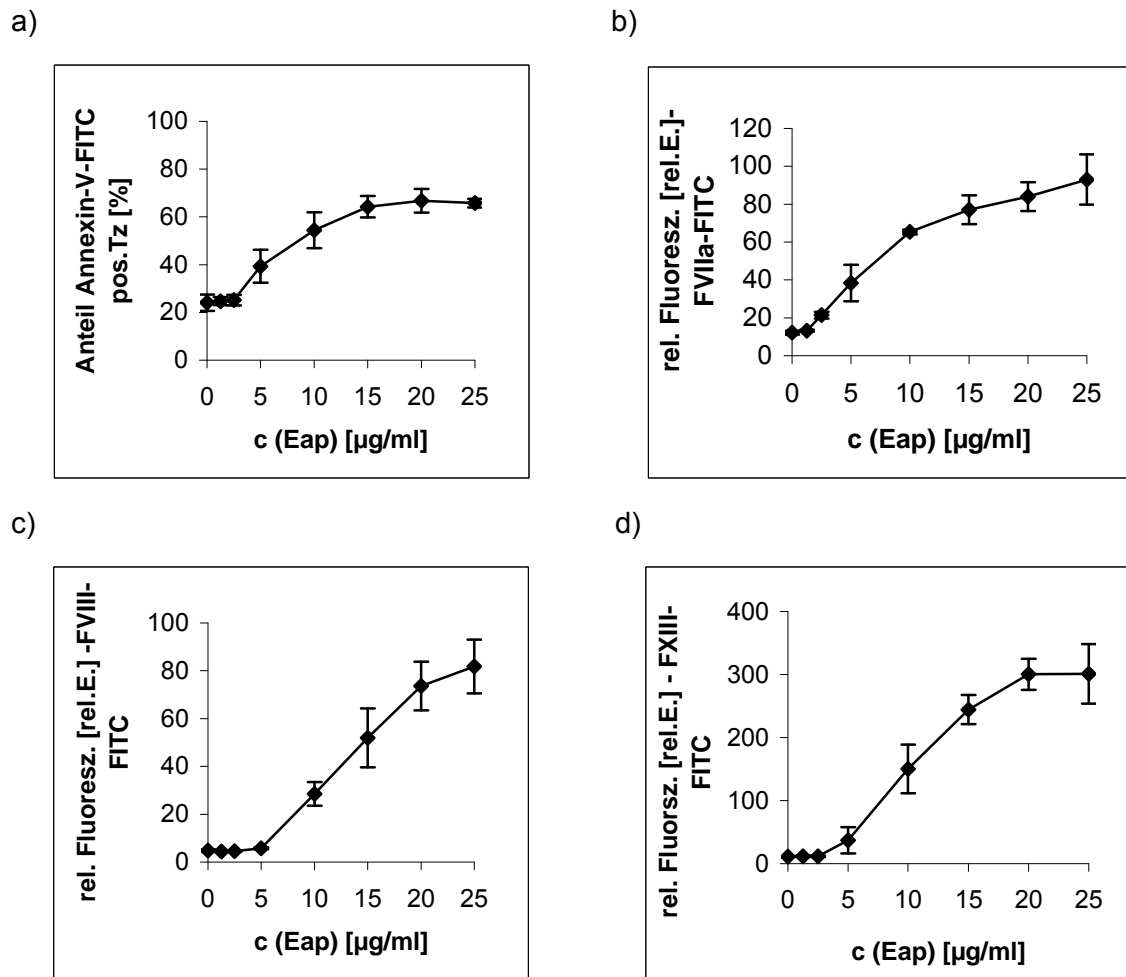 a)
Anteil Annexin-V-FITC
pos.Tz [%]
100
80
60
40
20
0
0 5 10 15 20 25
c (Eap) [µg/ml]
b)
rel. Fluoresz. [rel.E.]-
FVIIa-FITC
120
100
80
60
40
20
0
0 5 10 15 20 25
c (Eap) [µg/ml]
c)
rel. Fluoresz. [rel.E.] -FVIII-
FITC
100
80
60
40
20
0
0 5 10 15 20 25
c (Eap) [µg/ml]
d)
rel. Fluorsz. [rel.E.] - FXIII-
FITC
400
300
200
100
0
0 5 10 15 20 25
c (Eap) [µg/ml]